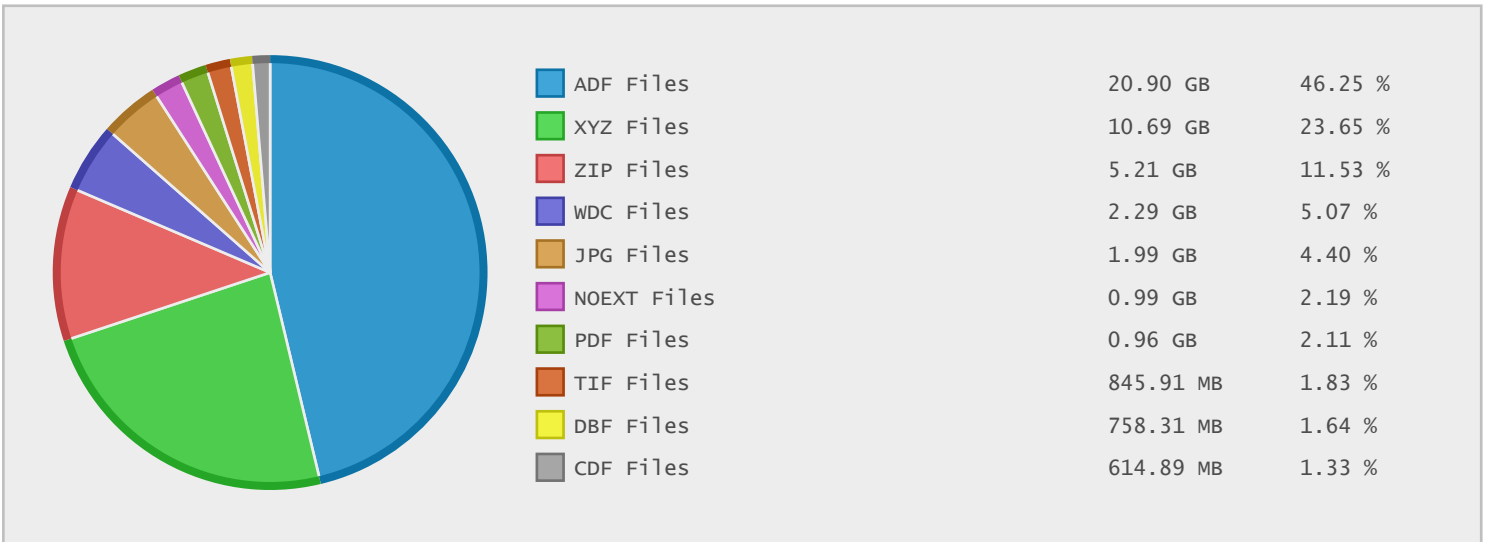 ADF Files 20.90 GB 46.25 %
XYZ Files 10.69 GB 23.65 %
ZIP Files 5.21 GB 11.53 %
WDC Files 2.29 GB 5.07 %
JPG Files 1.99 GB 4.40 %
NOEXT Files 0.99 GB 2.19 %
PDF Files 0.96 GB 2.11 %
TIF Files 845.91 MB 1.83 %
DBF Files 758.31 MB 1.64 %
CDF Files 614.89 MB 1.33 %